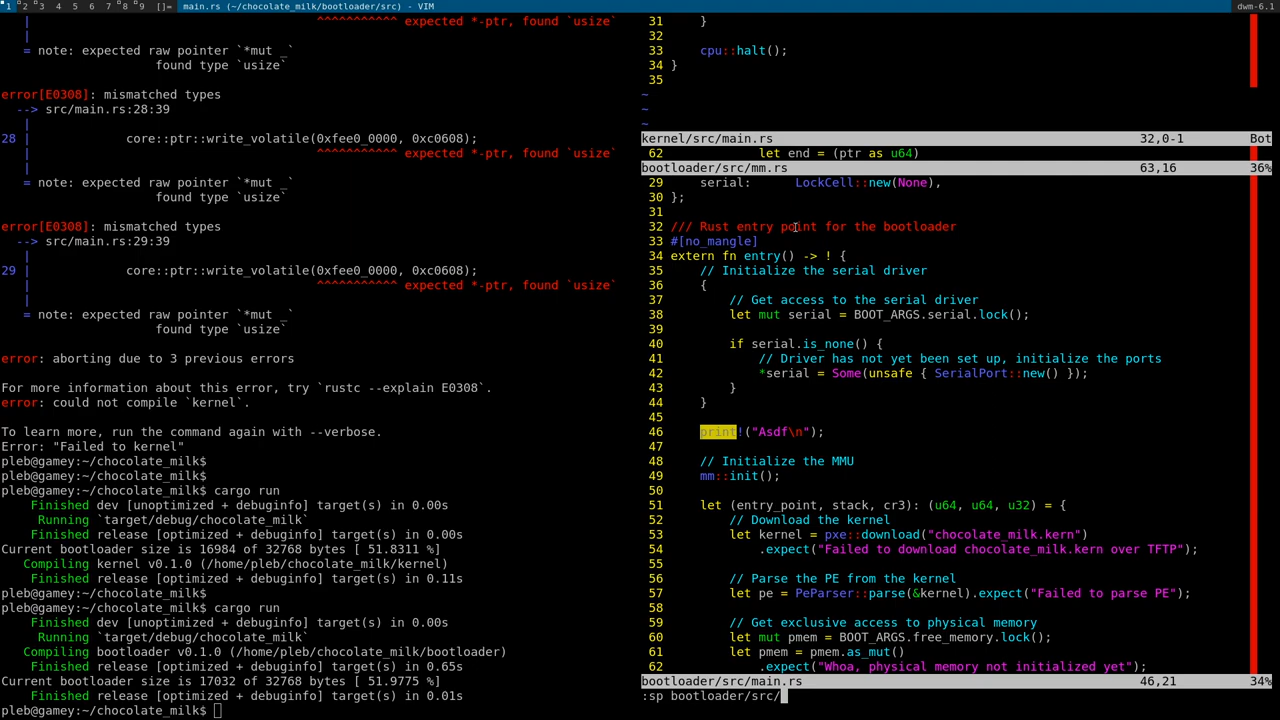 1 2 3 4 5 6 7 8 9 []= main.rs (~/chocolate_milk/bootloader/src) - VIM dwm-6.1
| ^^^^^^^^^^^ expected *-ptr, found `usize`
|
= note: expected raw pointer `*mut _`
found type `usize`
error[E0308]: mismatched types
--> src/main.rs:28:39
|
28 | core::ptr::write_volatile(0xfee0_0000, 0xc0608);
| ^^^^^^^^^^^ expected *-ptr, found `usize`
|
= note: expected raw pointer `*mut _`
found type `usize`
error[E0308]: mismatched types
--> src/main.rs:29:39
|
29 | core::ptr::write_volatile(0xfee0_0000, 0xc0608);
| ^^^^^^^^^^^ expected *-ptr, found `usize`
|
= note: expected raw pointer `*mut _`
found type `usize`
error: aborting due to 3 previous errors
For more information about this error, try `rustc --explain E0308`.
error: could not compile `kernel`.
To learn more, run the command again with --verbose.
Error: "Failed to kernel"
pleb@gamey:~/chocolate_milk$
pleb@gamey:~/chocolate_milk$
pleb@gamey:~/chocolate_milk$ cargo run
Finished dev [unoptimized + debuginfo] target(s) in 0.00s
Running `target/debug/chocolate_milk`
Finished release [optimized + debuginfo] target(s) in 0.00s
Current bootloader size is 16984 of 32768 bytes [ 51.8311 %]
Compiling kernel v0.1.0 (/home/pleb/chocolate_milk/kernel)
Finished release [optimized + debuginfo] target(s) in 0.11s
pleb@gamey:~/chocolate_milk$
pleb@gamey:~/chocolate_milk$ cargo run
Finished dev [unoptimized + debuginfo] target(s) in 0.00s
Running `target/debug/chocolate_milk`
Compiling bootloader v0.1.0 (/home/pleb/chocolate_milk/bootloader)
Finished release [optimized + debuginfo] target(s) in 0.65s
Current bootloader size is 17032 of 32768 bytes [ 51.9775 %]
Finished release [optimized + debuginfo] target(s) in 0.01s
pleb@gamey:~/chocolate_milk$
31 }
32
33 cpu::halt();
34 }
35
~
~
~
kernel/src/main.rs 32,0-1 Bot
62 let end = (ptr as u64)
bootloader/src/mm.rs 63,16 36%
29 serial: LockCell::new(None),
30 };
31
32 /// Rust entry point for the bootloader
33 #[no_mangle]
34 extern fn entry() -> ! {
35 // Initialize the serial driver
36 {
37 // Get access to the serial driver
38 let mut serial = BOOT_ARGS.serial.lock();
39
40 if serial.is_none() {
41 // Driver has not yet been set up, initialize the ports
42 *serial = Some(unsafe { SerialPort::new() });
43 }
44 }
45
46 print!("Asdf\n");
47
48 // Initialize the MMU
49 mm::init();
50
51 let (entry_point, stack, cr3): (u64, u64, u32) = {
52 // Download the kernel
53 let kernel = pxe::download("chocolate_milk.kern")
54 .expect("Failed to download chocolate_milk.kern over TFTP");
55
56 // Parse the PE from the kernel
57 let pe = PeParser::parse(&kernel).expect("Failed to parse PE");
58
59 // Get exclusive access to physical memory
60 let mut pmem = BOOT_ARGS.free_memory.lock();
61 let pmem = pmem.as_mut()
62 .expect("Whoa, physical memory not initialized yet");
bootloader/src/main.rs 46,21 34%
:sp bootloader/src/